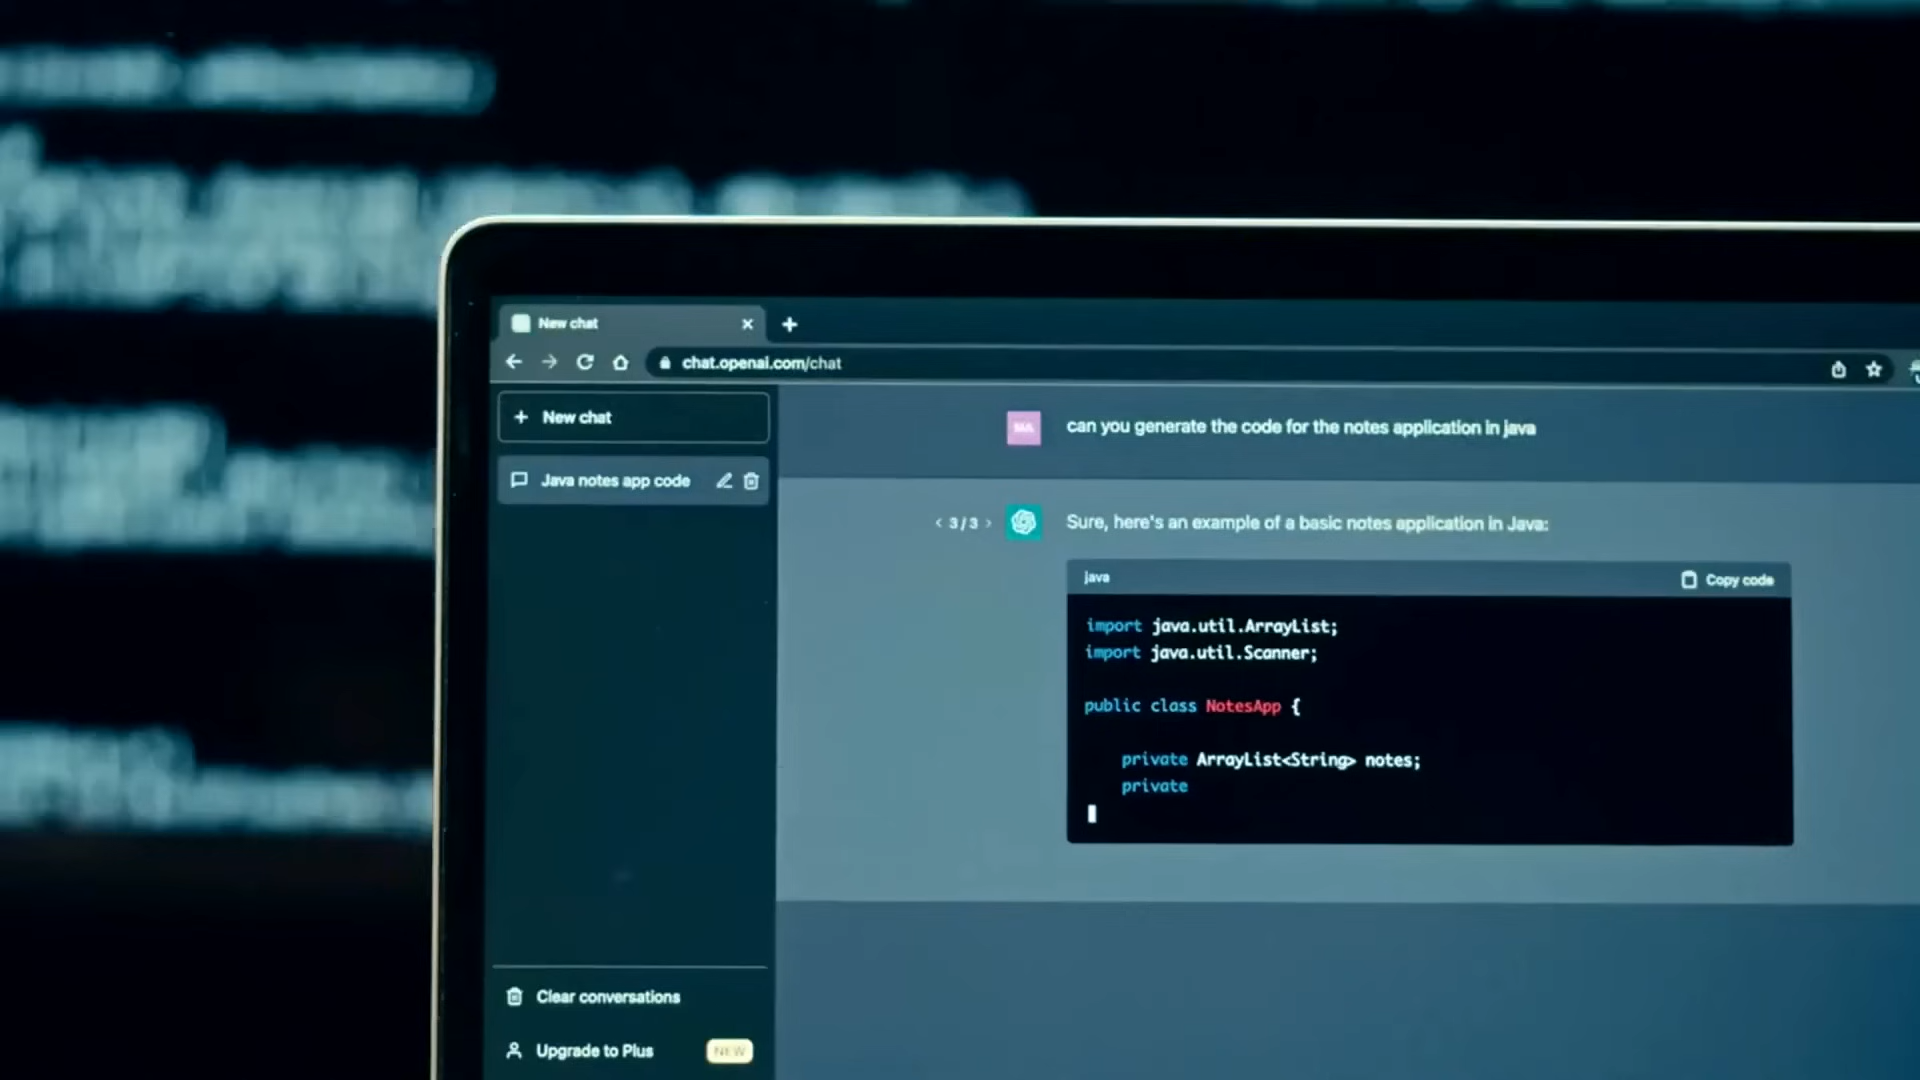 New chat
chat.openai.com/chat
New chat
Java notes app code
can you generate the code for the notes application in java
< 3 / 3 >
Sure, here's an example of a basic notes application in Java:
java
Copy code
import java.util.ArrayList;
import java.util.Scanner;
public class NotesApp {
private ArrayList<String> notes;
private
Clear conversations
Upgrade to Plus
NEW